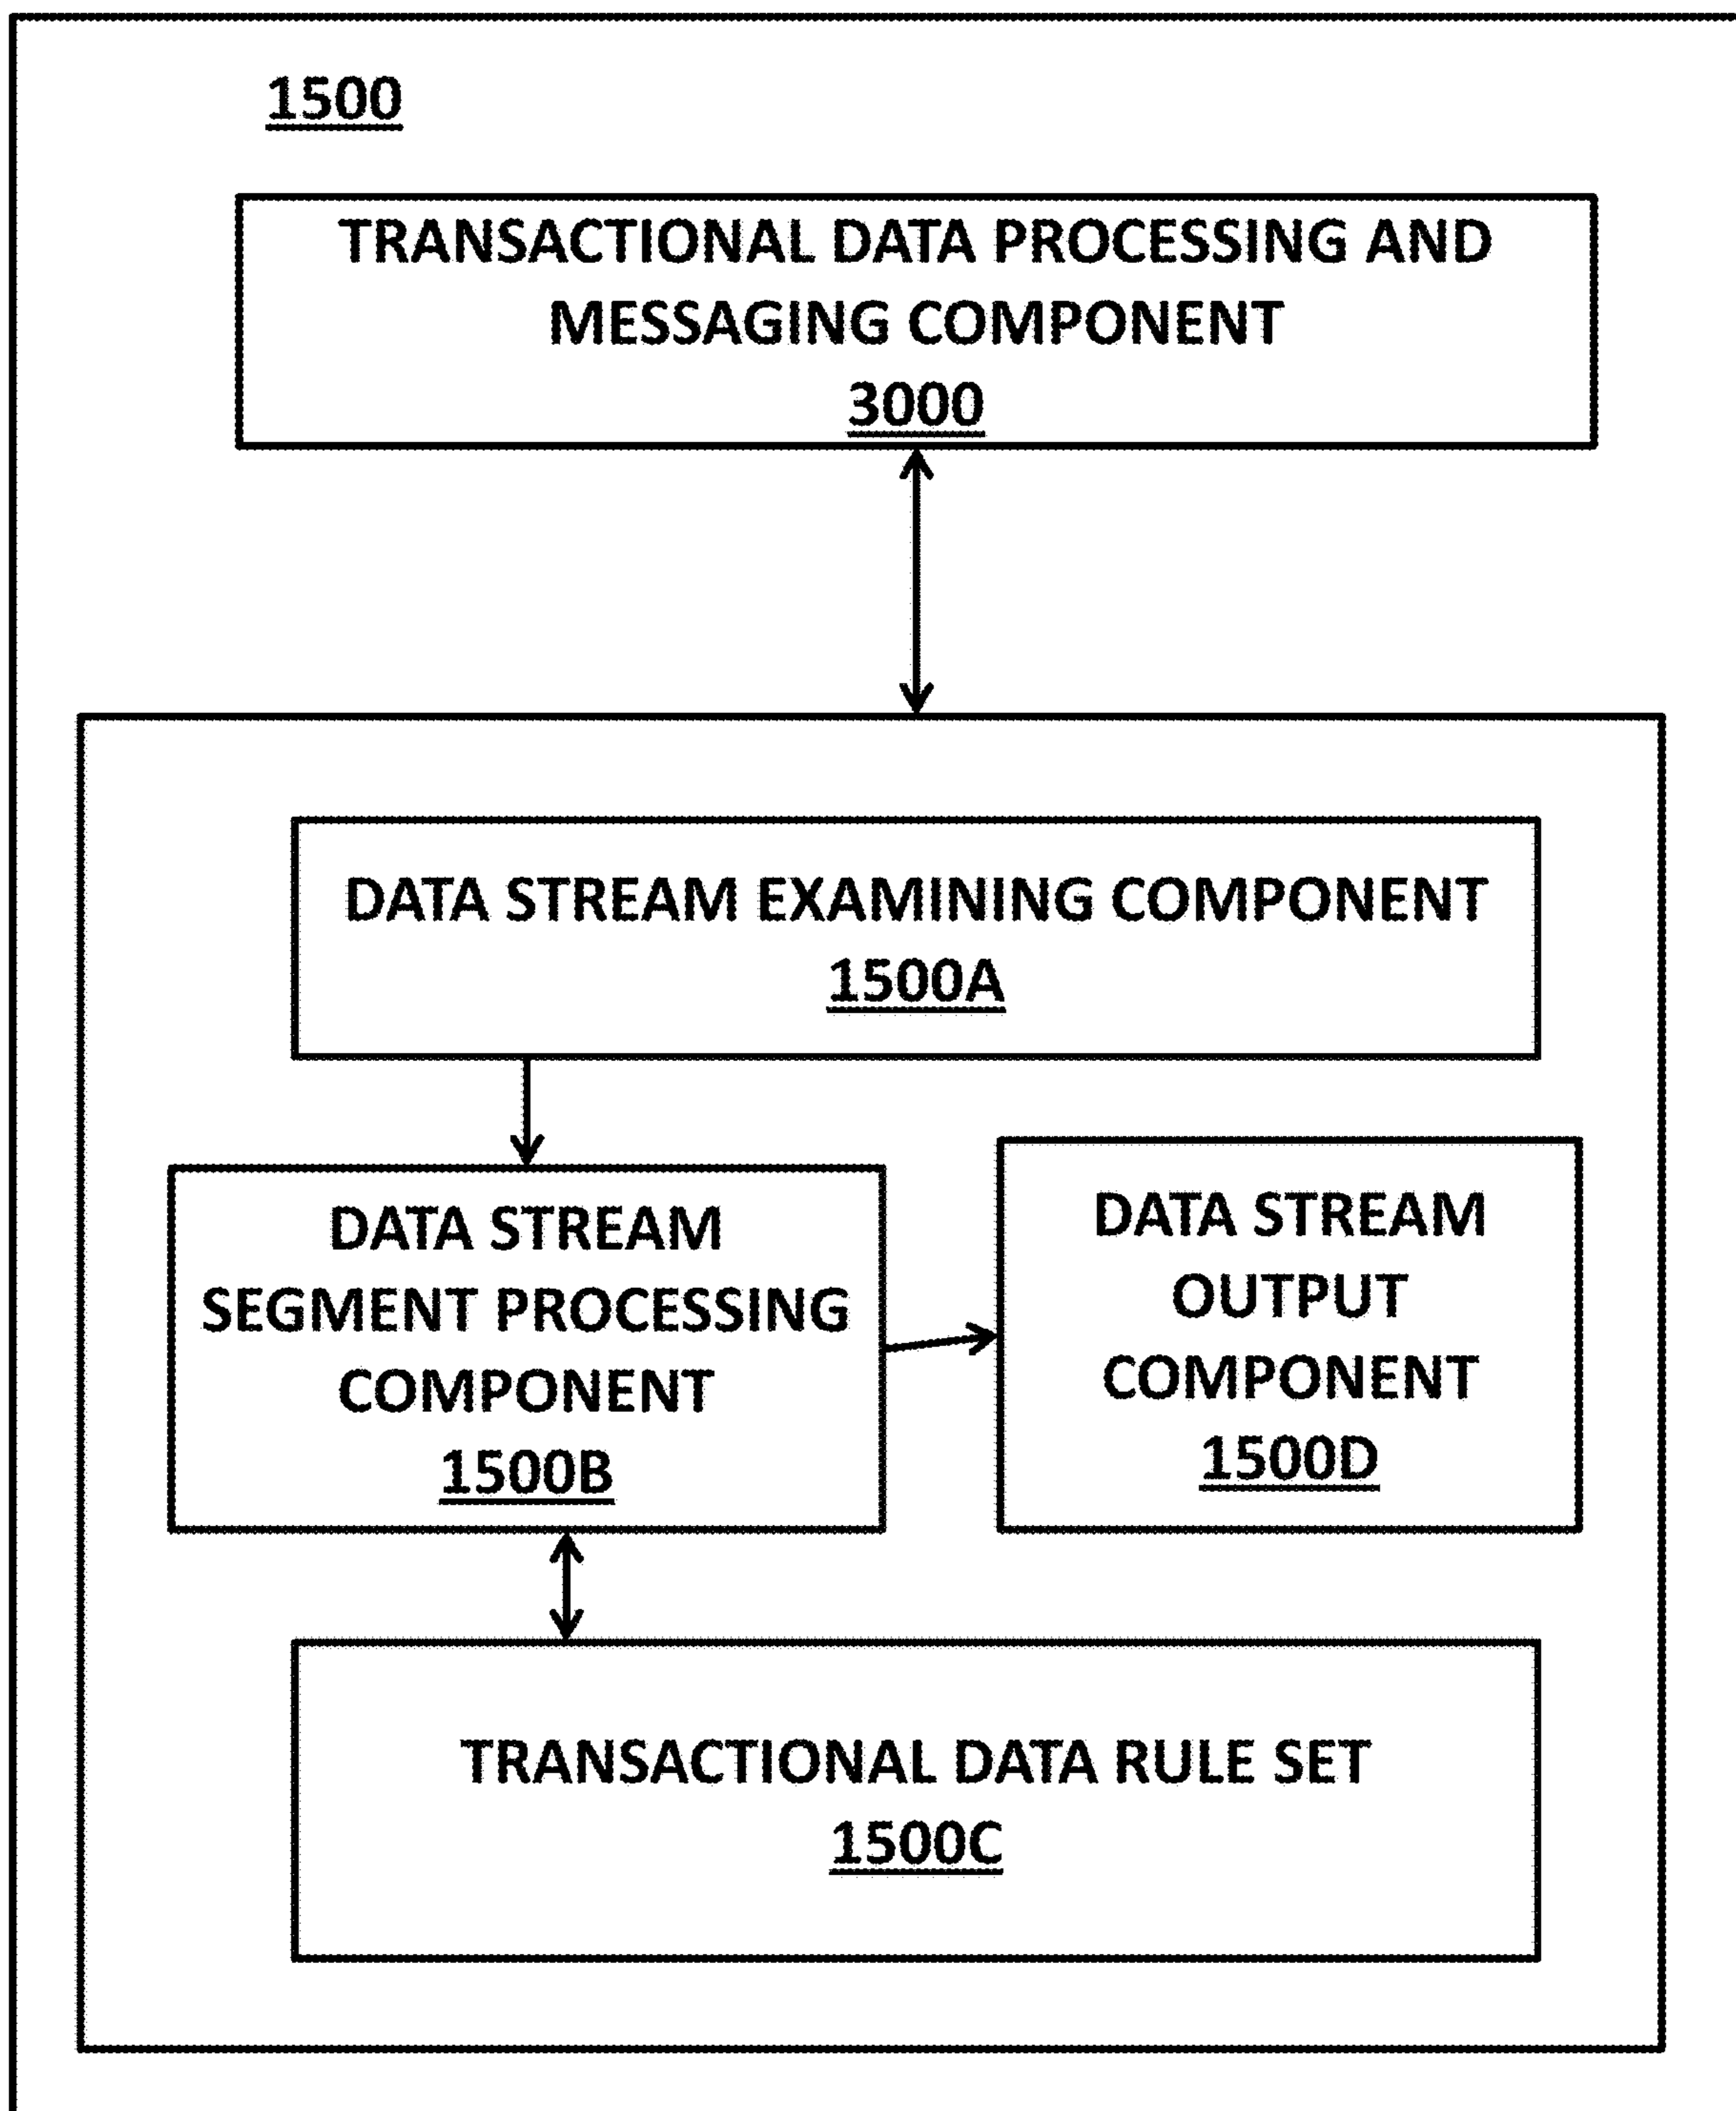 1500
TRANSACTIONAL DATA PROCESSING AND
MESSAGING COMPONENT
3000
DATA STREAM EXAMINING COMPONENT
1500A
DATA STREAM
SEGMENT PROCESSING
COMPONENT
1500B
DATA STREAM
OUTPUT
COMPONENT
1500D
TRANSACTIONAL DATA RULE SET
1500C